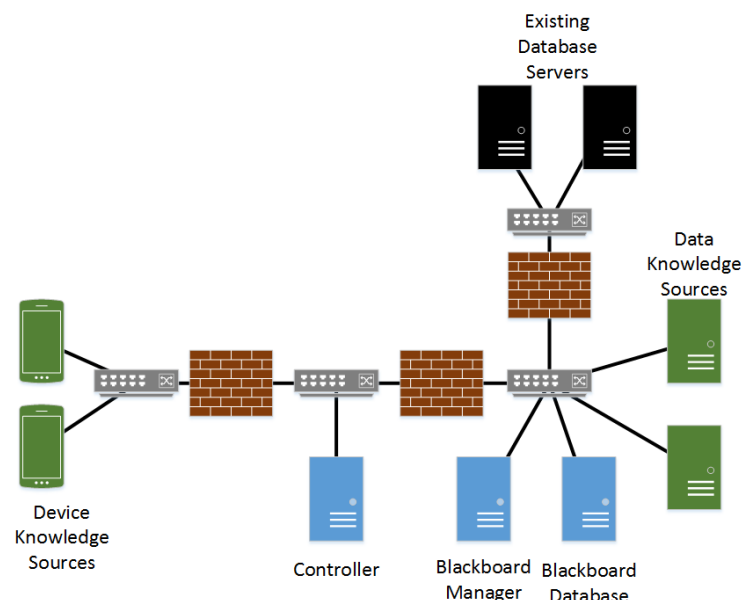 Existing
Database
Servers
Data
Knowledge
Sources
Device
Knowledge
Sources
Controller
Blackboard
Manager
Blackboard
Database